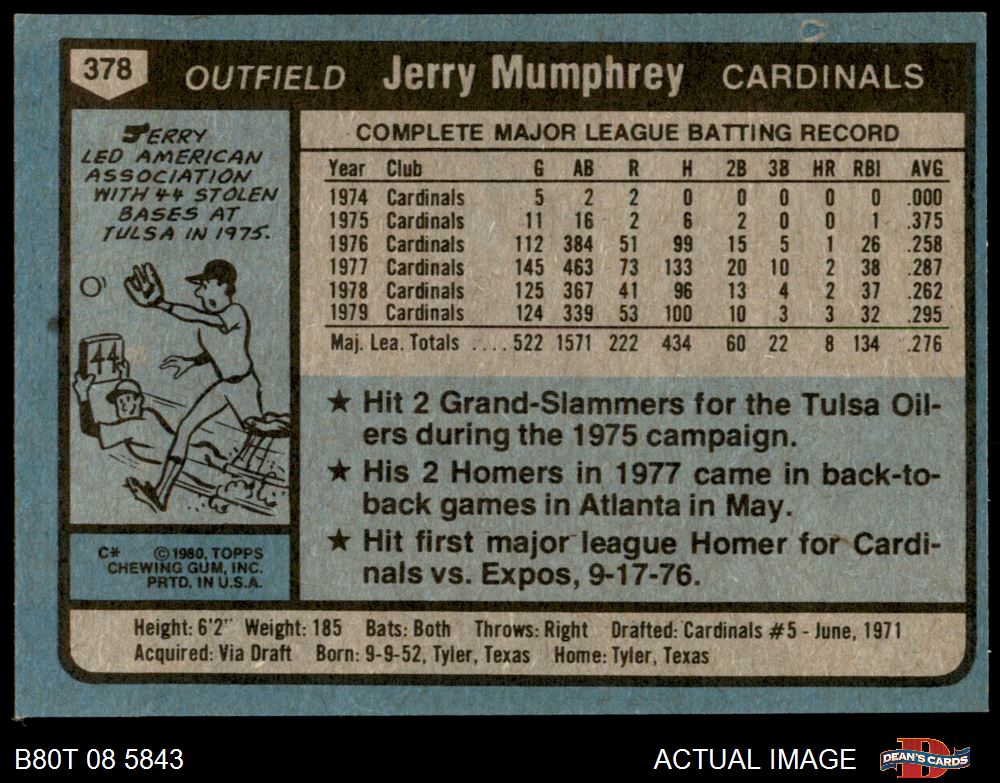 378 OUTFIELD Jerry Mumphrey CARDINALS
JERRY
LED AMERICAN
ASSOCIATION
WITH 44 STOLEN
BASES AT
TULSA IN 1975.
44
C* ©1980, TOPPS
CHEWING GUM, INC.
PRTD. IN U.S.A.
COMPLETE MAJOR LEAGUE BATTING RECORD
Year Club G AB R H 2B 3B HR RBI AVG
1974 Cardinals 5 2 2 0 0 0 0 0 .000
1975 Cardinals 11 16 2 6 2 0 0 1 .375
1976 Cardinals 112 384 51 99 15 5 1 26 .258
1977 Cardinals 145 463 73 133 20 10 2 38 .287
1978 Cardinals 125 367 41 96 13 4 2 37 .262
1979 Cardinals 124 339 53 100 10 3 3 32 .295
Maj. Lea. Totals .... 522 1571 222 434 60 22 8 134 .276
★ Hit 2 Grand-Slammers for the Tulsa Oil-
ers during the 1975 campaign.
★ His 2 Homers in 1977 came in back-to-
back games in Atlanta in May.
★ Hit first major league Homer for Cardi-
nals vs. Expos, 9-17-76.
Height: 6'2" Weight: 185 Bats: Both Throws: Right Drafted: Cardinals #5 - June, 1971
Acquired: Via Draft Born: 9-9-52, Tyler, Texas Home: Tyler, Texas
B80T 08 5843 ACTUAL IMAGE DEAN'S CARDS